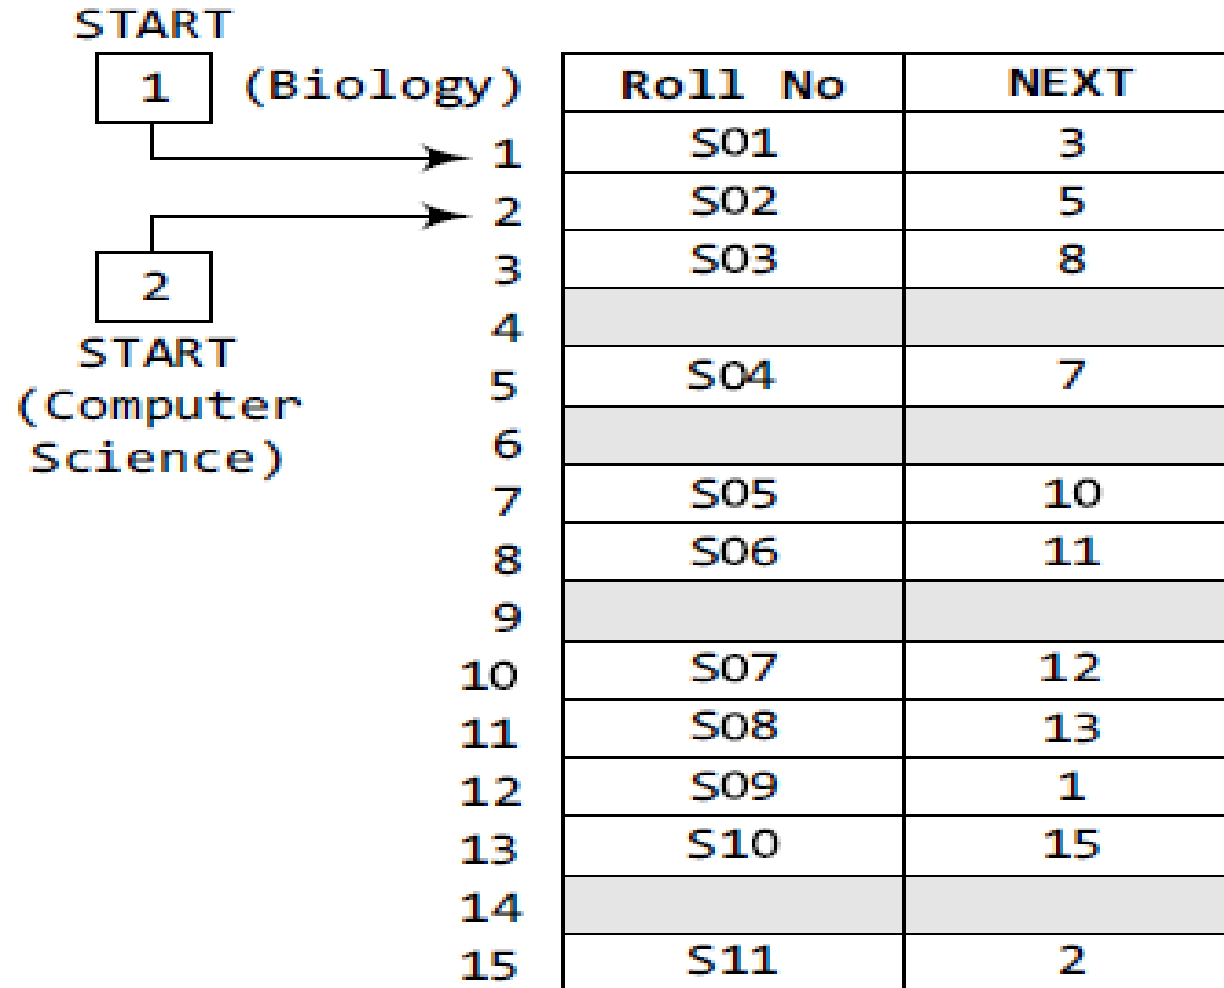 START
1 (Biology)
Roll No NEXT
1 S01 3
2 S02 5
3 S03 8
4
5 S04 7
6
7 S05 10
8 S06 11
9
10 S07 12
11 S08 13
12 S09 1
13 S10 15
14
15 S11 2
2
START
(Computer
Science)